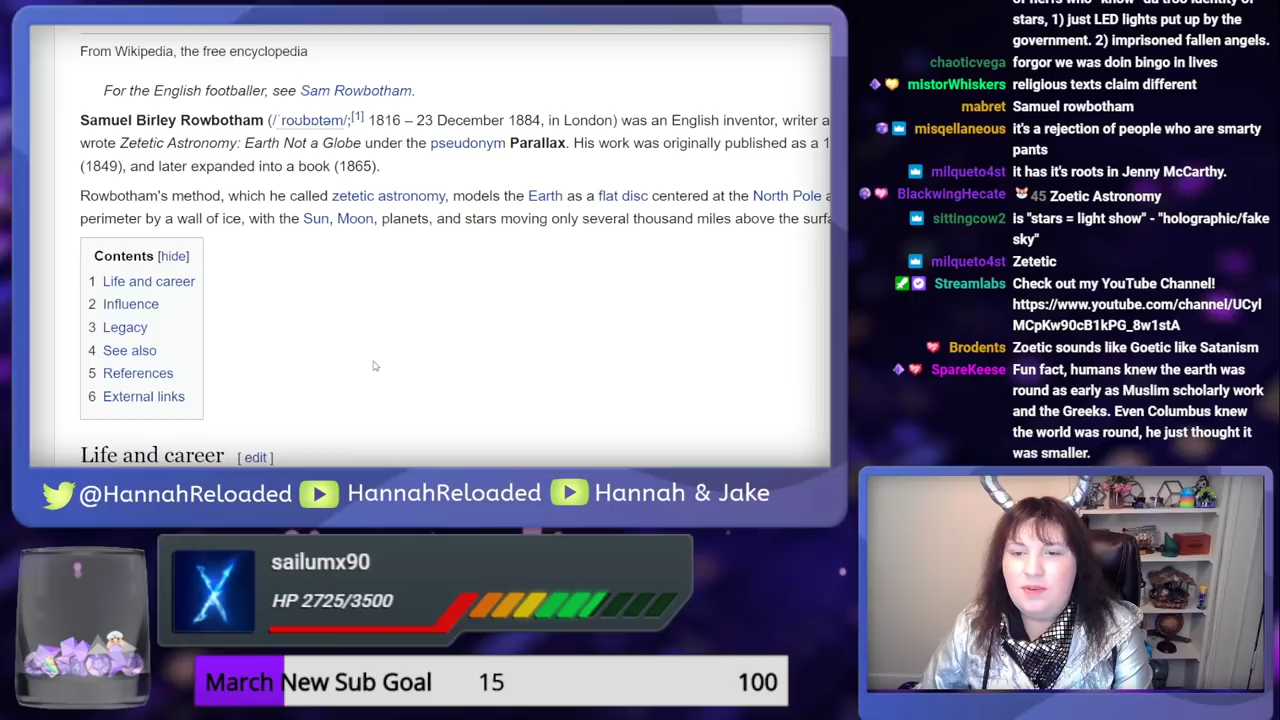 From Wikipedia, the free encyclopedia
For the English footballer, see Sam Rowbotham.
Samuel Birley Rowbotham (/ˈroʊbɒtəm/;[1] 1816 – 23 December 1884, in London) was an English inventor, writer a
wrote Zetetic Astronomy: Earth Not a Globe under the pseudonym Parallax. His work was originally published as a 1
(1849), and later expanded into a book (1865).
Rowbotham's method, which he called zetetic astronomy, models the Earth as a flat disc centered at the North Pole a
perimeter by a wall of ice, with the Sun, Moon, planets, and stars moving only several thousand miles above the surfa
Contents [hide]
1 Life and career
2 Influence
3 Legacy
4 See also
5 References
6 External links
Life and career [ edit ]
@HannahReloaded HannahReloaded Hannah & Jake
sailumx90
HP 2725/3500
March New Sub Goal 15 100
stars, 1) just LED lights put up by the
government. 2) imprisoned fallen angels.
chaoticvega forgor we was doin bingo in lives
mistorWhiskers religious texts claim different
mabret Samuel rowbotham
misqellaneous it's a rejection of people who are smarty
pants
milqueto4st it has it's roots in Jenny McCarthy.
BlackwingHecate 45 Zoetic Astronomy
sittingcow2 is "stars = light show" - "holographic/fake
sky"
milqueto4st Zetetic
Streamlabs Check out my YouTube Channel!
https://www.youtube.com/channel/UCyl
MCpKw90cB1kPG_8w1stA
Brodents Zoetic sounds like Goetic like Satanism
SpareKeese Fun fact, humans knew the earth was
round as early as Muslim scholarly work
and the Greeks. Even Columbus knew
the world was round, he just thought it
was smaller.